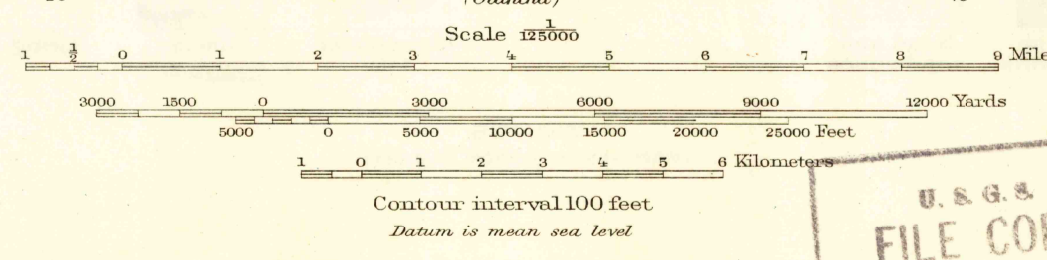 Scale 1/125000
1 ½ 0 1 2 3 4 5 6 7 8 9 Mile
3000 1500 0 3000 6000 9000 12000 Yards
5000 0 5000 10000 15000 20000 25000 Feet
1 0 1 2 3 4 5 6 Kilometers
Contour interval 100 feet
Datum is mean sea level
U. S. G. S.
FILE CO